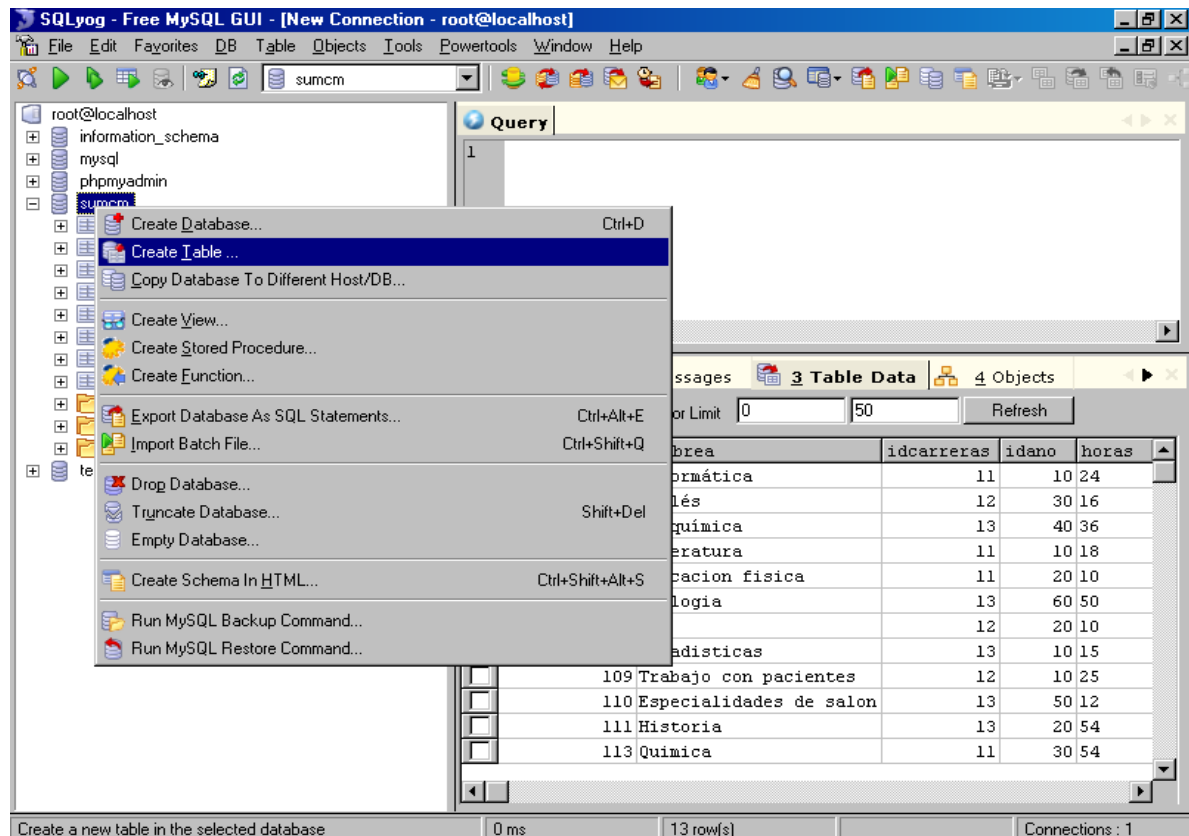 SQLyog - Free MySQL GUI - [New Connection - root@localhost]
File Edit Favorites DB Table Objects Tools Powertools Window Help
sumcm
root@localhost
information_schema
mysql
phpmyadmin
sumcm
te
Create Database... Ctrl+D
Create Table ...
Copy Database To Different Host/DB...
Create View...
Create Stored Procedure...
Create Function...
Export Database As SQL Statements... Ctrl+Alt+E
Import Batch File... Ctrl+Shift+Q
Drop Database...
Truncate Database... Shift+Del
Empty Database...
Create Schema In HTML... Ctrl+Shift+Alt+S
Run MySQL Backup Command...
Run MySQL Restore Command...
Query
1
ssages 3 Table Data 4 Objects
or Limit 0 50 Refresh
brea idcarreras idano horas
ormática 11 10 24
lés 12 30 16
química 13 40 36
eratura 11 10 18
cacion fisica 11 20 10
logia 13 60 50
12 20 10
adisticas 13 10 15
109 Trabajo con pacientes 12 10 25
110 Especialidades de salon 13 50 12
111 Historia 13 20 54
113 Quimica 11 30 54
Create a new table in the selected database 0 ms 13 row(s) Connections : 1